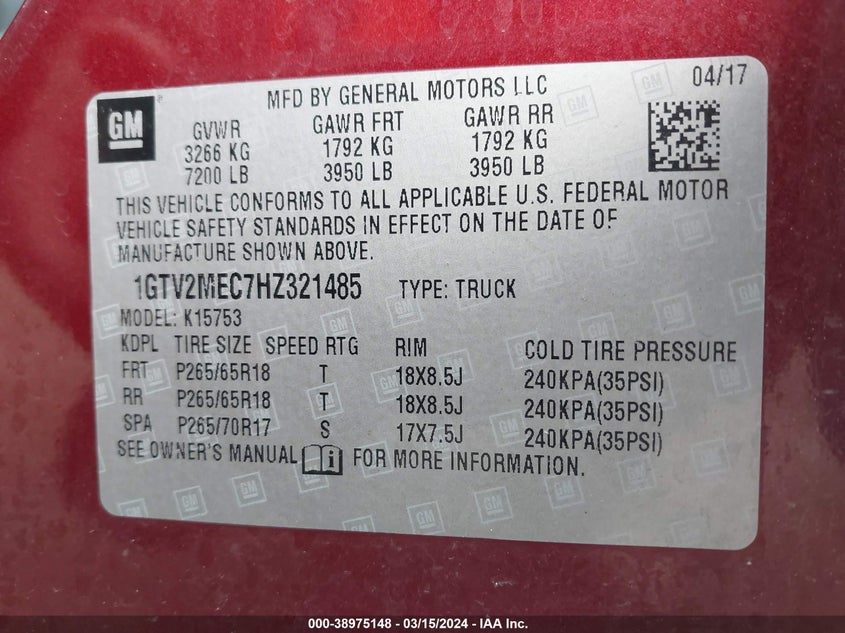 GM
MFD BY GENERAL MOTORS LLC
04/17
GVWR GAWR FRT GAWR RR
3266 KG 1792 KG 1792 KG
7200 LB 3950 LB 3950 LB
THIS VEHICLE CONFORMS TO ALL APPLICABLE U.S. FEDERAL MOTOR
VEHICLE SAFETY STANDARDS IN EFFECT ON THE DATE OF
MANUFACTURE SHOWN ABOVE.
1GTV2MEC7HZ321485 TYPE: TRUCK
MODEL: K15753
KDPL TIRE SIZE SPEED RTG RIM COLD TIRE PRESSURE
FRT P265/65R18 T 18X8.5J 240KPA(35PSI)
RR P265/65R18 T 18X8.5J 240KPA(35PSI)
SPA P265/70R17 S 17X7.5J 240KPA(35PSI)
SEE OWNER'S MANUAL i FOR MORE INFORMATION.
000-38975148 - 03/15/2024 - IAA Inc.